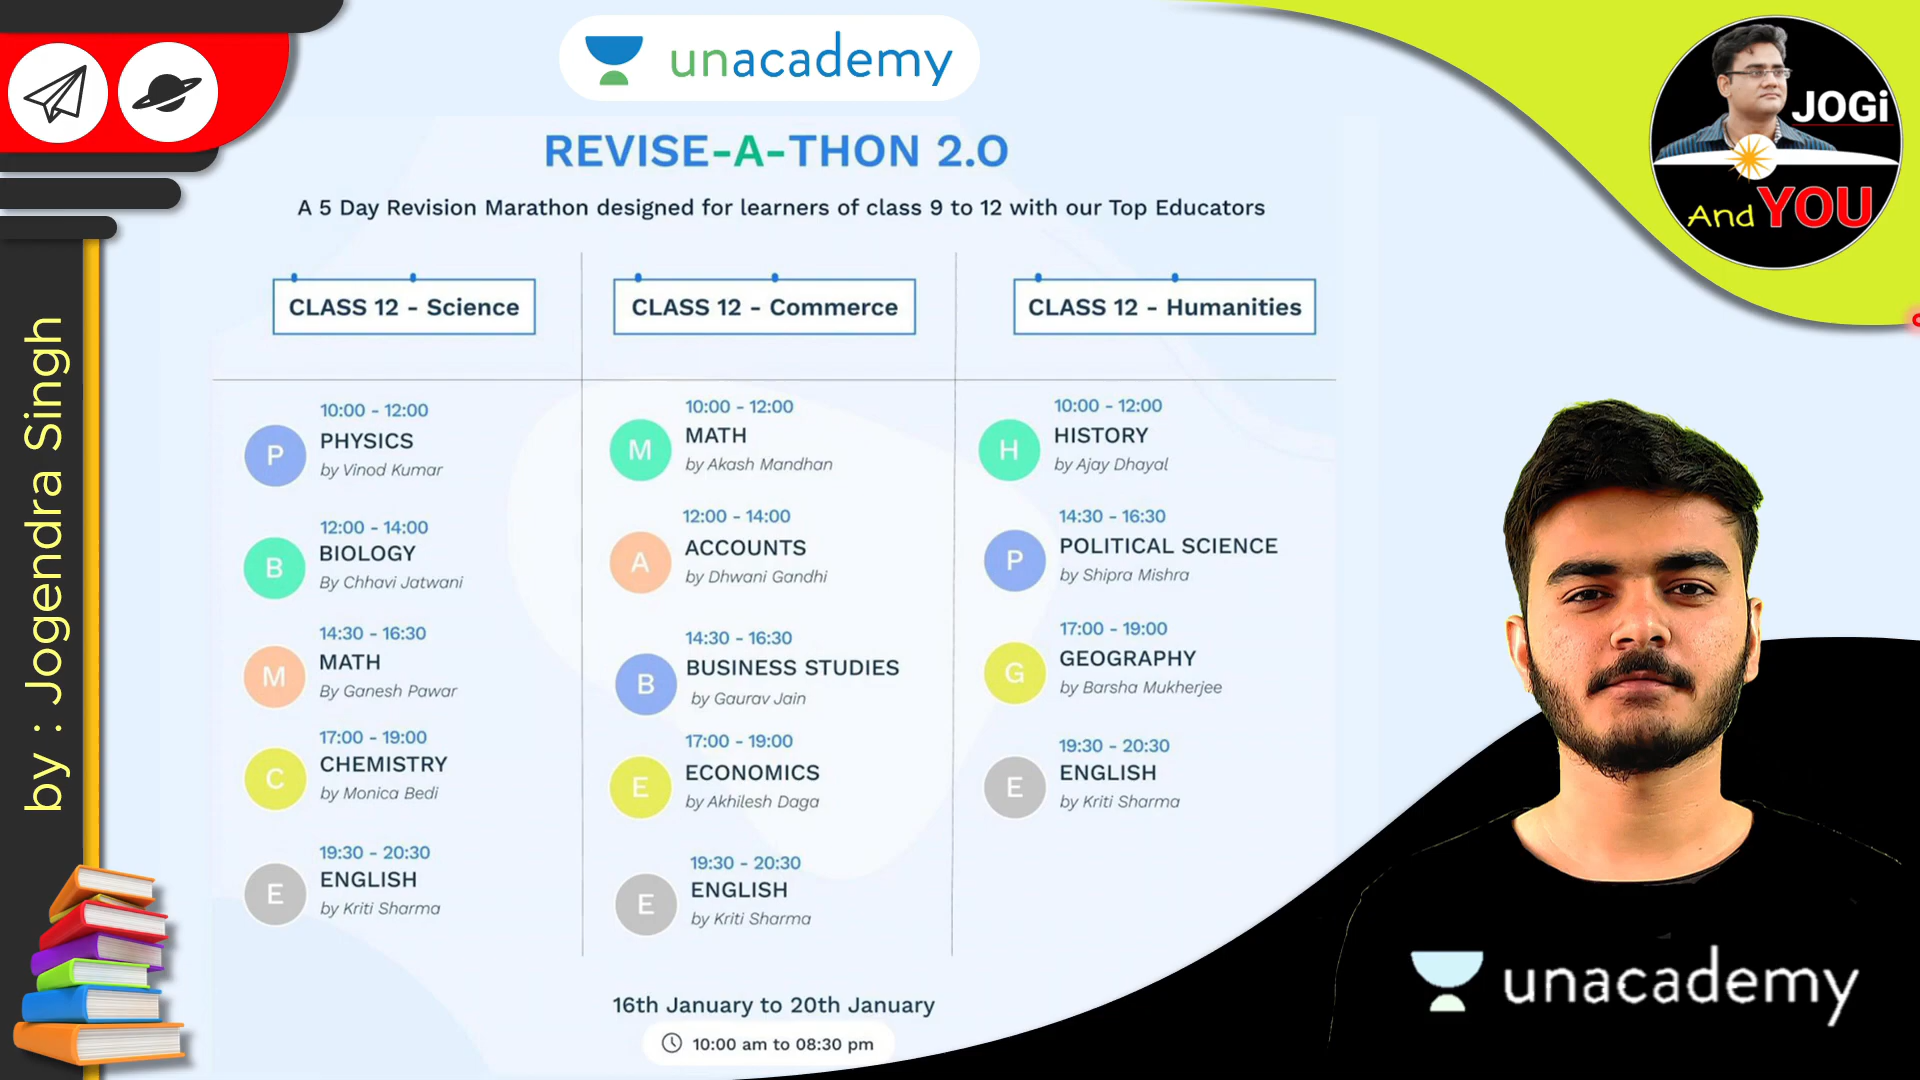 unacademy
JOGi
And YOU
REVISE-A-THON 2.O
A 5 Day Revision Marathon designed for learners of class 9 to 12 with our Top Educators
by : Jogendra Singh
CLASS 12 - Science
P
10:00 - 12:00
PHYSICS
by Vinod Kumar
B
12:00 - 14:00
BIOLOGY
By Chhavi Jatwani
M
14:30 - 16:30
MATH
By Ganesh Pawar
C
17:00 - 19:00
CHEMISTRY
by Monica Bedi
E
19:30 - 20:30
ENGLISH
by Kriti Sharma
CLASS 12 - Commerce
M
10:00 - 12:00
MATH
by Akash Mandhan
A
12:00 - 14:00
ACCOUNTS
by Dhwani Gandhi
B
14:30 - 16:30
BUSINESS STUDIES
by Gaurav Jain
E
17:00 - 19:00
ECONOMICS
by Akhilesh Daga
E
19:30 - 20:30
ENGLISH
by Kriti Sharma
CLASS 12 - Humanities
H
10:00 - 12:00
HISTORY
by Ajay Dhayal
P
14:30 - 16:30
POLITICAL SCIENCE
by Shipra Mishra
G
17:00 - 19:00
GEOGRAPHY
by Barsha Mukherjee
E
19:30 - 20:30
ENGLISH
by Kriti Sharma
16th January to 20th January
10:00 am to 08:30 pm
unacademy